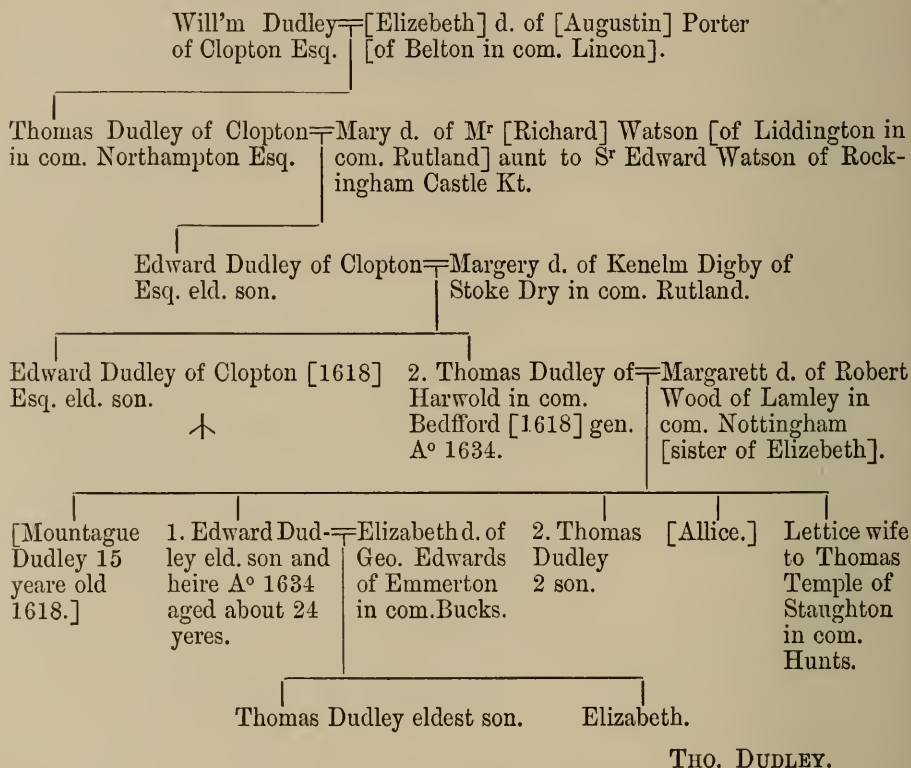 Will'm Dudley╤[Elizebeth] d. of [Augustin] Porter
of Clopton Esq. [of Belton in com. Lincon].
Thomas Dudley of Clopton╤Mary d. of Mʳ [Richard] Watson [of Liddington in
in com. Northampton Esq. com. Rutland] aunt to Sʳ Edward Watson of Rock-
ingham Castle Kt.
Edward Dudley of Clopton╤Margery d. of Kenelm Digby of
Esq. eld. son. Stoke Dry in com. Rutland.
Edward Dudley of Clopton [1618]
Esq. eld. son.
2. Thomas Dudley of╤Margarett d. of Robert
Harwold in com. Wood of Lamley in
Bedfford [1618] gen. com. Nottingham
Aº 1634. [sister of Elizebeth].
[Mountague
Dudley 15
yeare old
1618.]
1. Edward Dud-╤Elizabeth d. of
ley eld. son and Geo. Edwards
heire Aº 1634 of Emmerton
aged about 24 in com. Bucks.
yeres.
2. Thomas
Dudley
2 son.
[Allice.]
Lettice wife
to Thomas
Temple of
Staughton
in com.
Hunts.
Thomas Dudley eldest son. Elizabeth.
THO. DUDLEY.